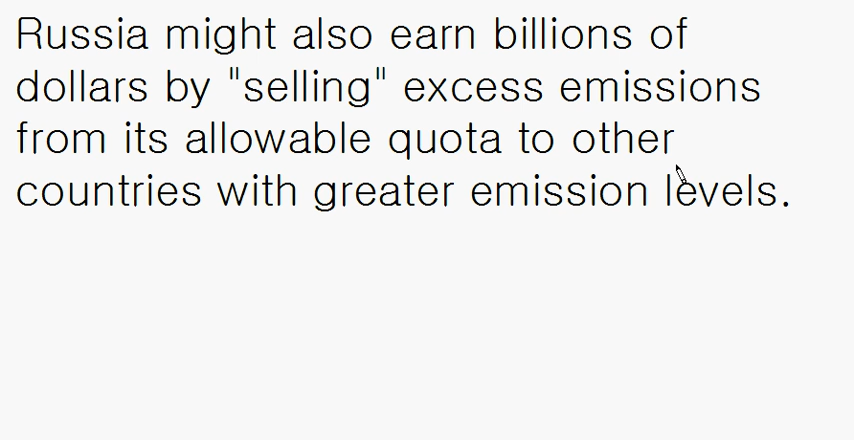 Russia might also earn billions of
dollars by "selling" excess emissions
from its allowable quota to other
countries with greater emission levels.